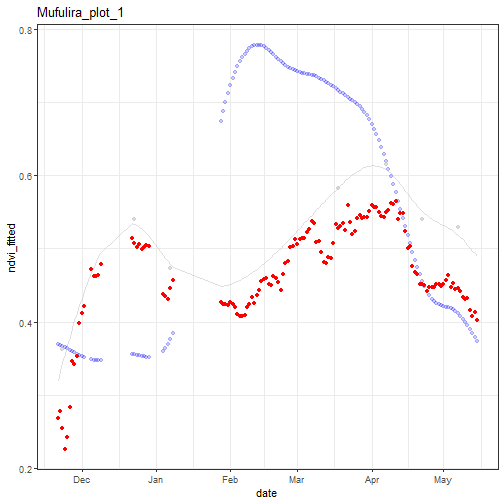 Mufulira_plot_1
0.8
0.6
0.4
0.2
ndvi_fitted
Dec Jan Feb Mar Apr May
date